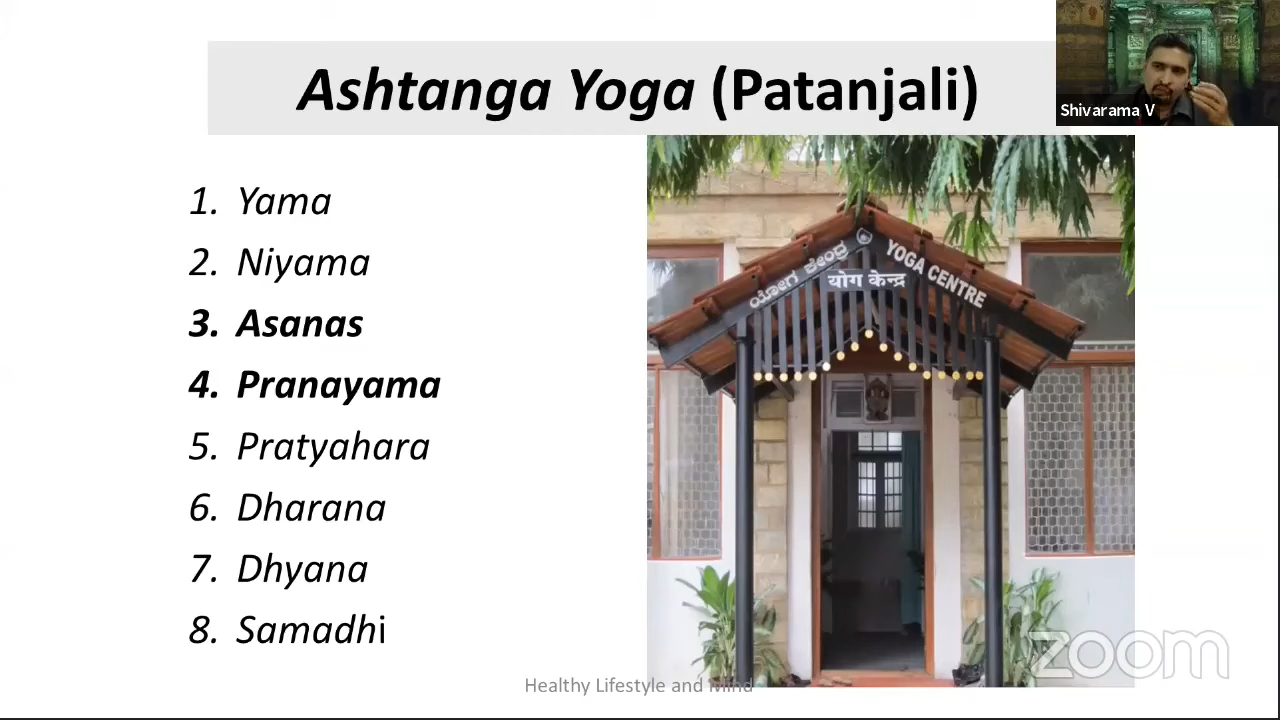 Ashtanga Yoga (Patanjali)
Shivarama V
1. Yama
2. Niyama
3. Asanas
4. Pranayama
5. Pratyahara
6. Dharana
7. Dhyana
8. Samadhi
ಯೋಗ ಕೇಂದ್ರ
योग केन्द्र
YOGA CENTRE
Healthy Lifestyle and Mind
zoom